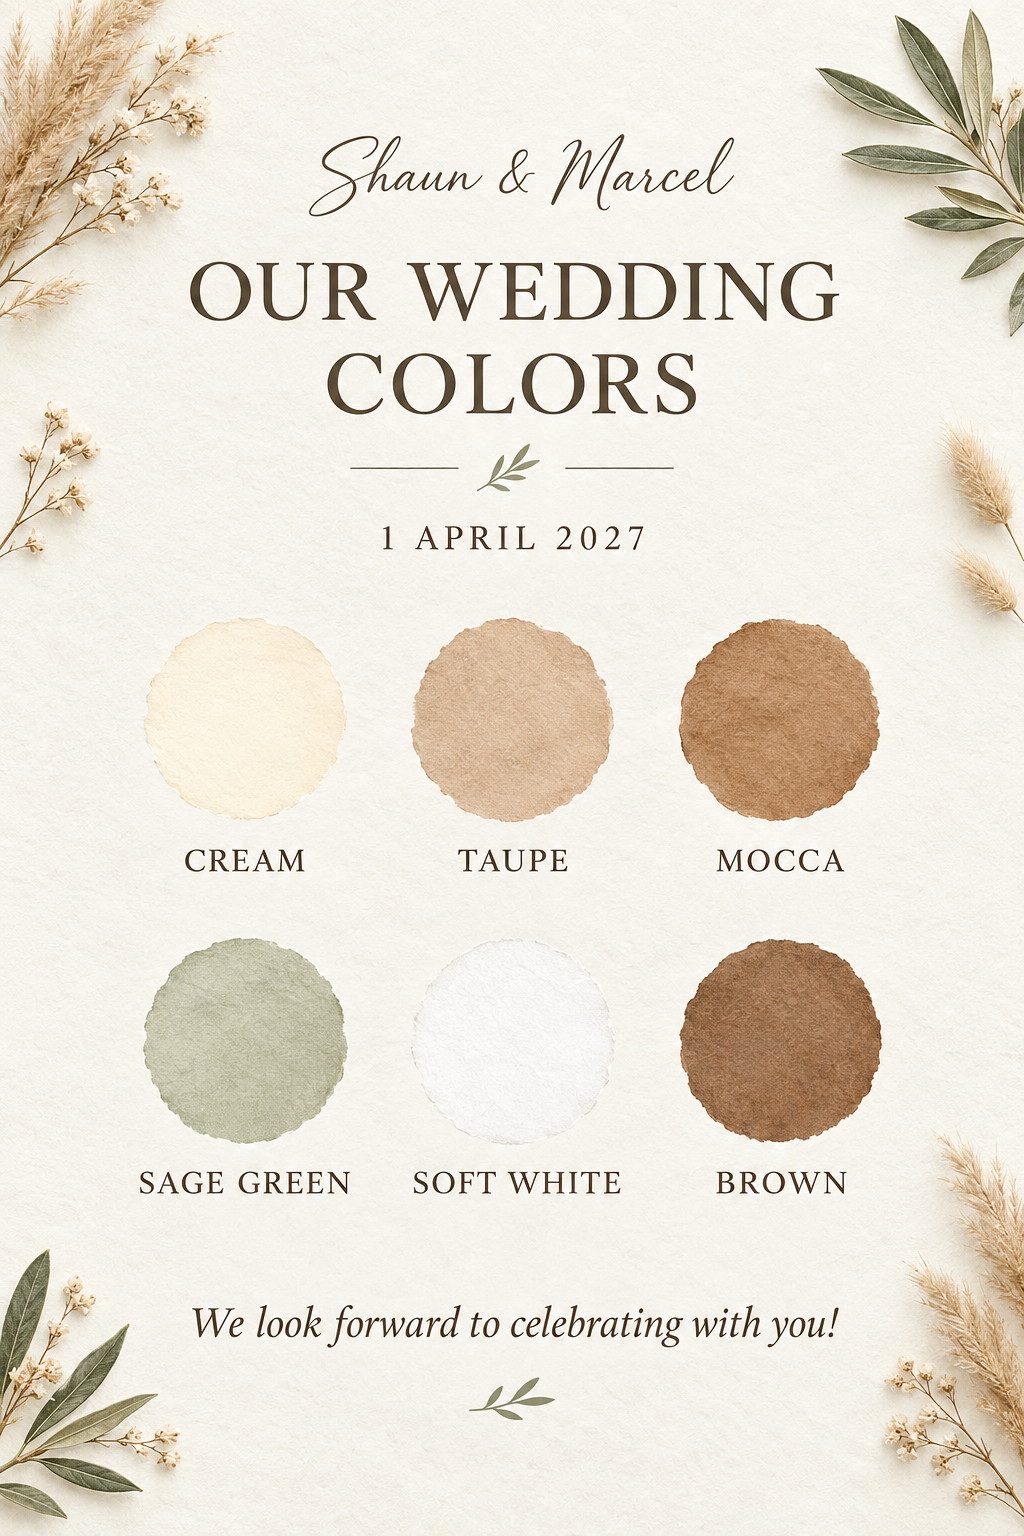 Shaun & Marcel
OUR WEDDING
COLORS
1 APRIL 2027
CREAM
TAUPE
MOCCA
SAGE GREEN
SOFT WHITE
BROWN
We look forward to celebrating with you!